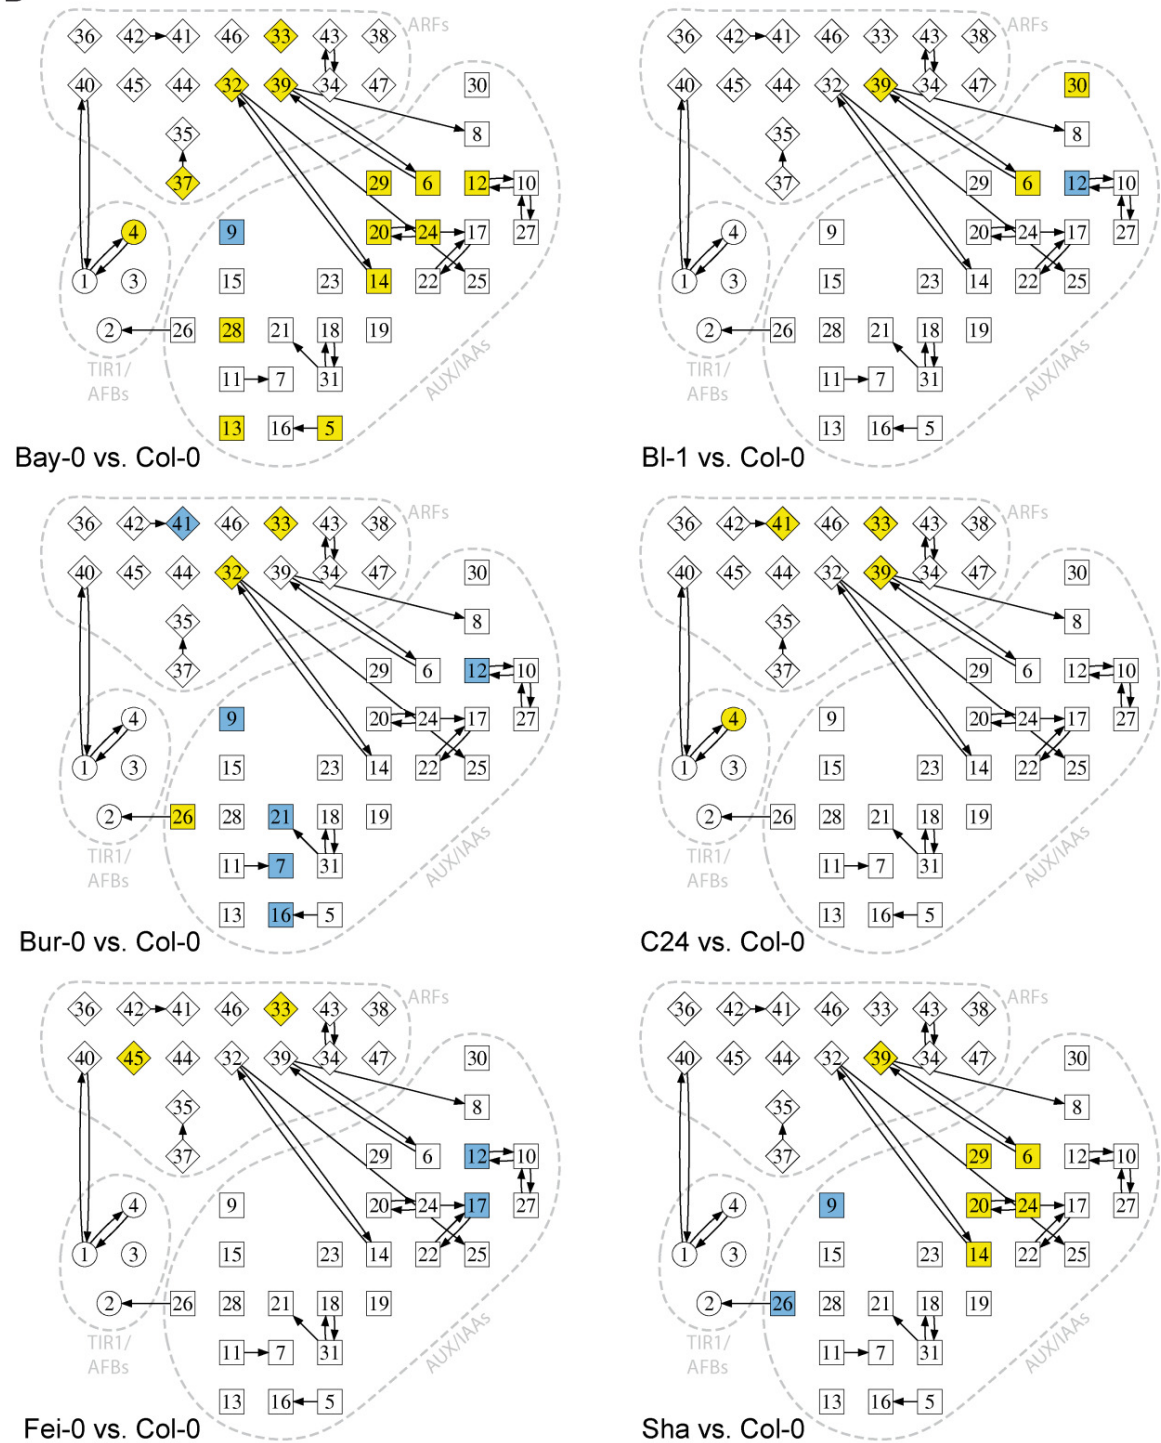 ARFs
36 42 41 46 33 43 38
40 45 44 32 39 34 47 30
35 8
37 29 6 12 10
4 9 20 24 17 27
1 3 15 23 14 22 25
2 26 28 21 18 19
TIR1/
AFBs
AUX/IAAs
11 7 31
13 16 5
Bay-0 vs. Col-0
ARFs
36 42 41 46 33 43 38
40 45 44 32 39 34 47 30
35 8
37 29 6 12 10
4 9 20 24 17 27
1 3 15 23 14 22 25
2 26 28 21 18 19
TIR1/
AFBs
AUX/IAAs
11 7 31
13 16 5
Bl-1 vs. Col-0
ARFs
36 42 41 46 33 43 38
40 45 44 32 39 34 47 30
35 8
37 29 6 12 10
4 9 20 24 17 27
1 3 15 23 14 22 25
2 26 28 21 18 19
TIR1/
AFBs
AUX/IAAs
11 7 31
13 16 5
Bur-0 vs. Col-0
ARFs
36 42 41 46 33 43 38
40 45 44 32 39 34 47 30
35 8
37 29 6 12 10
4 9 20 24 17 27
1 3 15 23 14 22 25
2 26 28 21 18 19
TIR1/
AFBs
AUX/IAAs
11 7 31
13 16 5
C24 vs. Col-0
ARFs
36 42 41 46 33 43 38
40 45 44 32 39 34 47 30
35 8
37 29 6 12 10
4 9 20 24 17 27
1 3 15 23 14 22 25
2 26 28 21 18 19
TIR1/
AFBs
AUX/IAAs
11 7 31
13 16 5
Fei-0 vs. Col-0
ARFs
36 42 41 46 33 43 38
40 45 44 32 39 34 47 30
35 8
37 29 6 12 10
4 9 20 24 17 27
1 3 15 23 14 22 25
2 26 28 21 18 19
TIR1/
AFBs
AUX/IAAs
11 7 31
13 16 5
Sha vs. Col-0